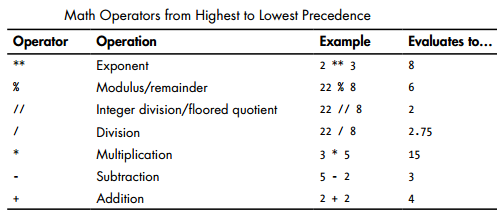 Math Operators from Highest to Lowest Precedence
Operator Operation Example Evaluates to...
** Exponent 2 ** 3 8
% Modulus/remainder 22 % 8 6
// Integer division/floored quotient 22 // 8 2
/ Division 22 / 8 2.75
* Multiplication 3 * 5 15
- Subtraction 5 - 2 3
+ Addition 2 + 2 4